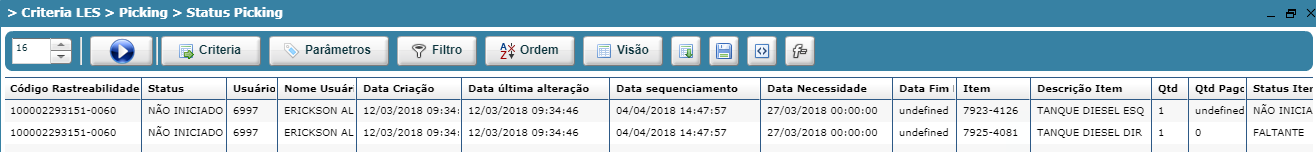 > Criteria LES > Picking > Status Picking
16 Criteria Parâmetros Filtro Ordem Visão
Código Rastreabilidade Status Usuário Nome Usuári Data Criação Data última alteração Data sequenciamento Data Necessidade Data Fim Item Descrição Item Qtd Qtd Pago Status Iter
100002293151-0060 NÃO INICIADO 6997 ERICKSON AL 12/03/2018 09:34: 12/03/2018 09:34:46 04/04/2018 14:47:57 27/03/2018 00:00:00 undefined 7923-4126 TANQUE DIESEL ESQ 1 undefined NÃO INICIA
100002293151-0060 NÃO INICIADO 6997 ERICKSON AL 12/03/2018 09:34: 12/03/2018 09:34:46 04/04/2018 14:47:57 27/03/2018 00:00:00 undefined 7925-4081 TANQUE DIESEL DIR 1 0 FALTANTE